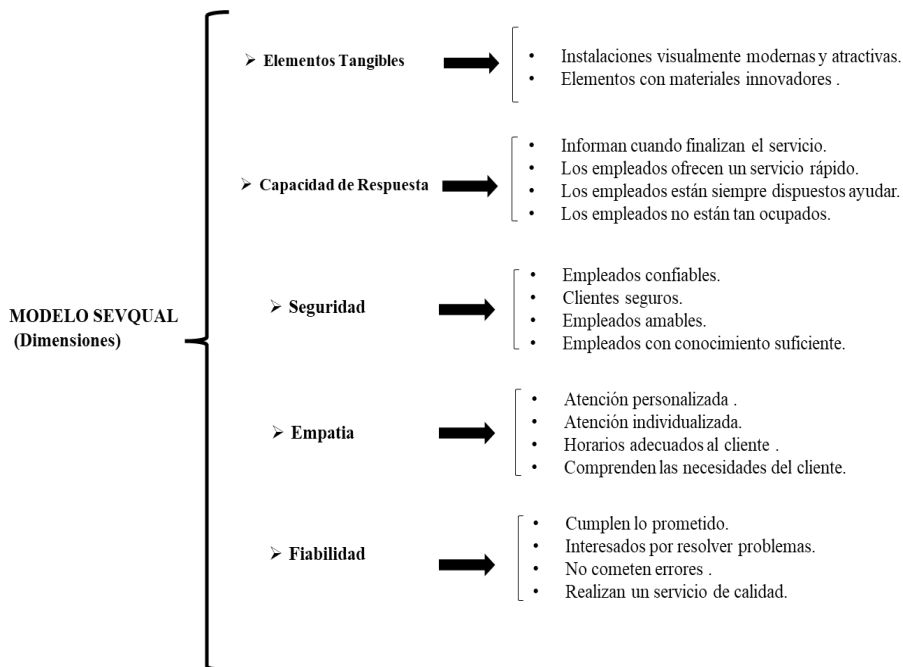 MODELO SEVQUAL
(Dimensiones)
➢ Elementos Tangibles
• Instalaciones visualmente modernas y atractivas.
• Elementos con materiales innovadores .
➢ Capacidad de Respuesta
• Informan cuando finalizan el servicio.
• Los empleados ofrecen un servicio rápido.
• Los empleados están siempre dispuestos ayudar.
• Los empleados no están tan ocupados.
➢ Seguridad
• Empleados confiables.
• Clientes seguros.
• Empleados amables.
• Empleados con conocimiento suficiente.
➢ Empatia
• Atención personalizada .
• Atención individualizada.
• Horarios adecuados al cliente .
• Comprenden las necesidades del cliente.
➢ Fiabilidad
• Cumplen lo prometido.
• Interesados por resolver problemas.
• No cometen errores .
• Realizan un servicio de calidad.